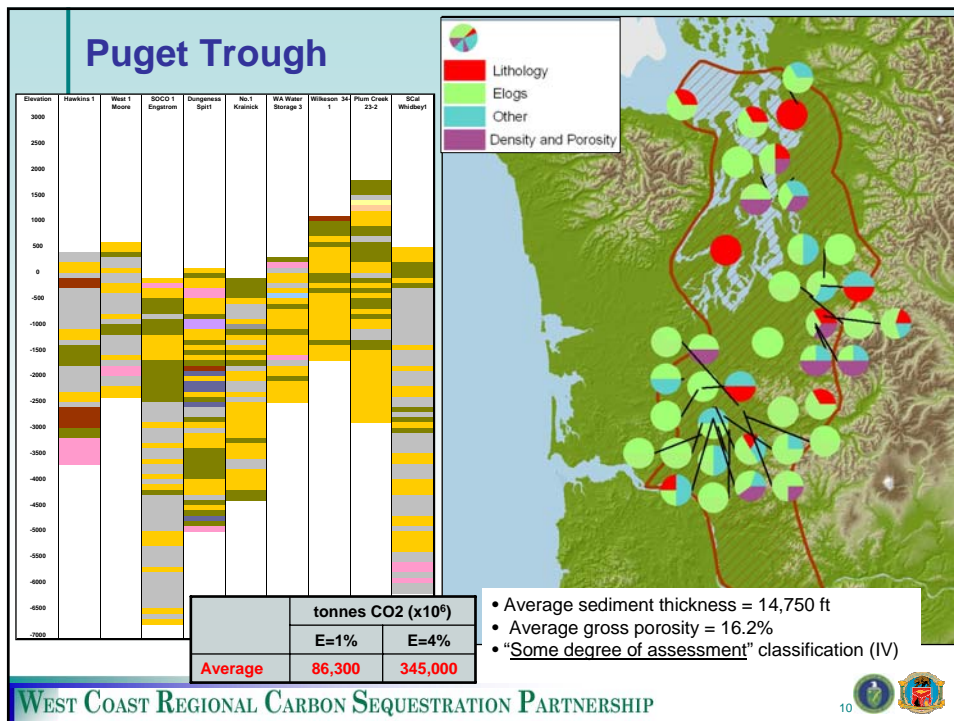 Puget Trough
Elevation Hawkins 1 West 1 Moore SOCO 1 Engstrom Dungeness Spit1 No.1 Krainick WA Water Storage 3 Wilkeson 34-1 Plum Creek 23-2 SCal Whidbey1
3000
2500
2000
1500
1000
500
0
-500
-1000
-1500
-2000
-2500
-3000
-3500
-4000
-4500
-5000
-5500
-6000
-6500
-7000
Lithology
Elogs
Other
Density and Porosity
tonnes CO2 (x10⁶)
E=1% E=4%
Average 86,300 345,000
• Average sediment thickness = 14,750 ft
• Average gross porosity = 16.2%
• “Some degree of assessment” classification (IV)
WEST COAST REGIONAL CARBON SEQUESTRATION PARTNERSHIP
10